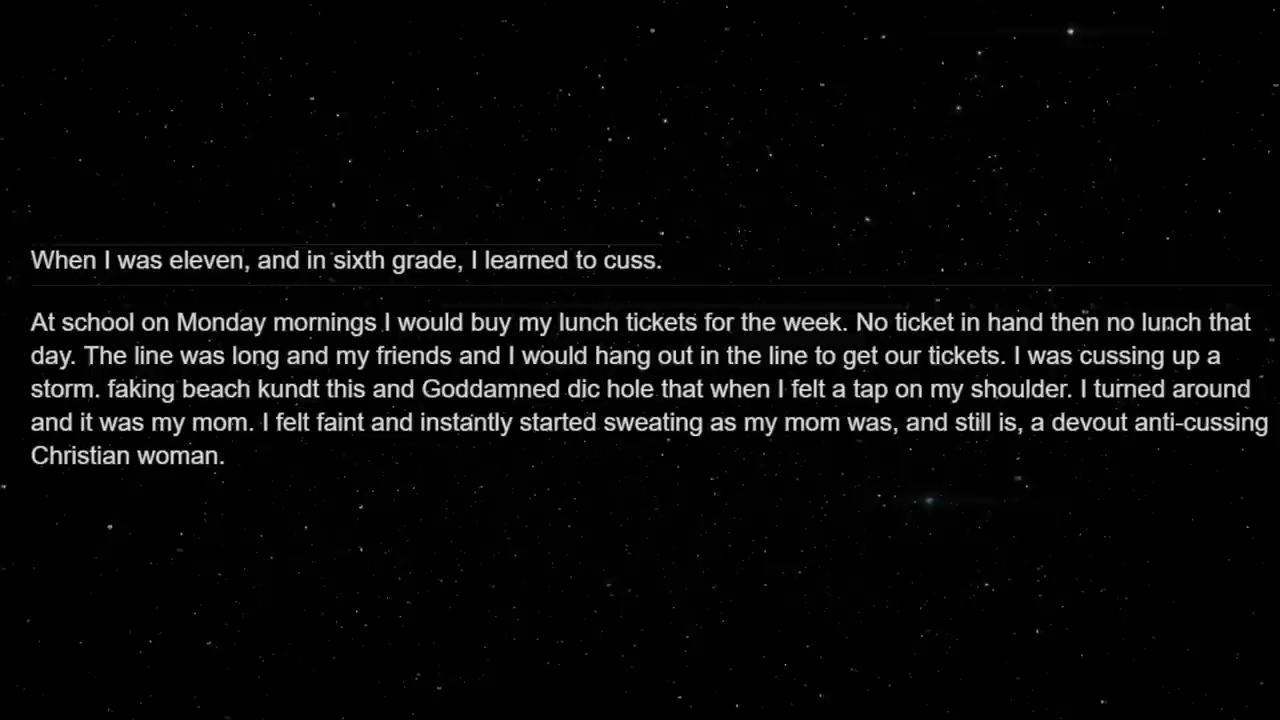 When I was eleven, and in sixth grade, I learned to cuss.
At school on Monday mornings I would buy my lunch tickets for the week. No ticket in hand then no lunch that
day. The line was long and my friends and I would hang out in the line to get our tickets. I was cussing up a
storm. faking beach kundt this and Goddamned dic hole that when I felt a tap on my shoulder. I turned around
and it was my mom. I felt faint and instantly started sweating as my mom was, and still is, a devout anti-cussing
Christian woman.